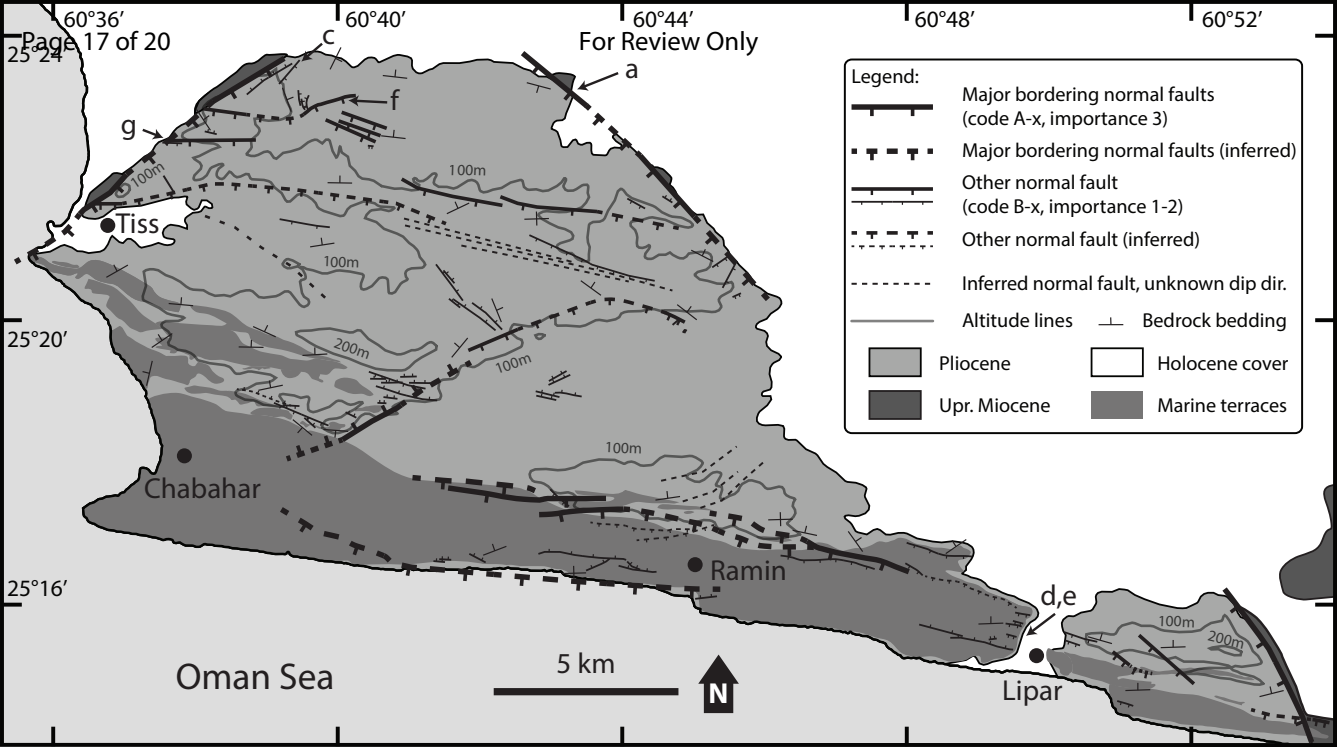 60°36’ 60°40’ 60°44’ 60°48’ 60°52’
25°24’
Page 17 of 20
For Review Only
c
a
f
g
Legend:
Major bordering normal faults
(code A-x, importance 3)
Major bordering normal faults (inferred)
Other normal fault
(code B-x, importance 1-2)
Other normal fault (inferred)
Inferred normal fault, unknown dip dir.
Altitude lines
Bedrock bedding
Pliocene
Holocene cover
Upr. Miocene
Marine terraces
100m
100m
Tiss
100m
25°20’
200m
100m
100m
Chabahar
Ramin
25°16’
d,e
100m
200m
Oman Sea
5 km
N
Lipar